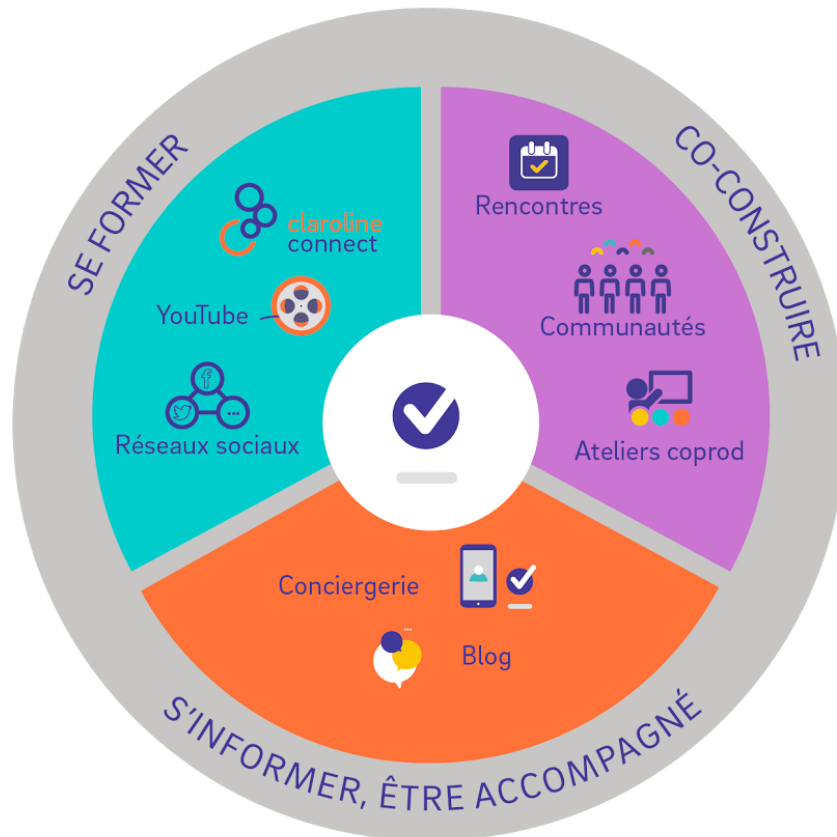 SE FORMER
claroline
connect
YouTube
Réseaux sociaux
CO-CONSTRUIRE
Rencontres
Communautés
Ateliers coprod
Conciergerie
Blog
S'INFORMER, ÊTRE ACCOMPAGNÉ